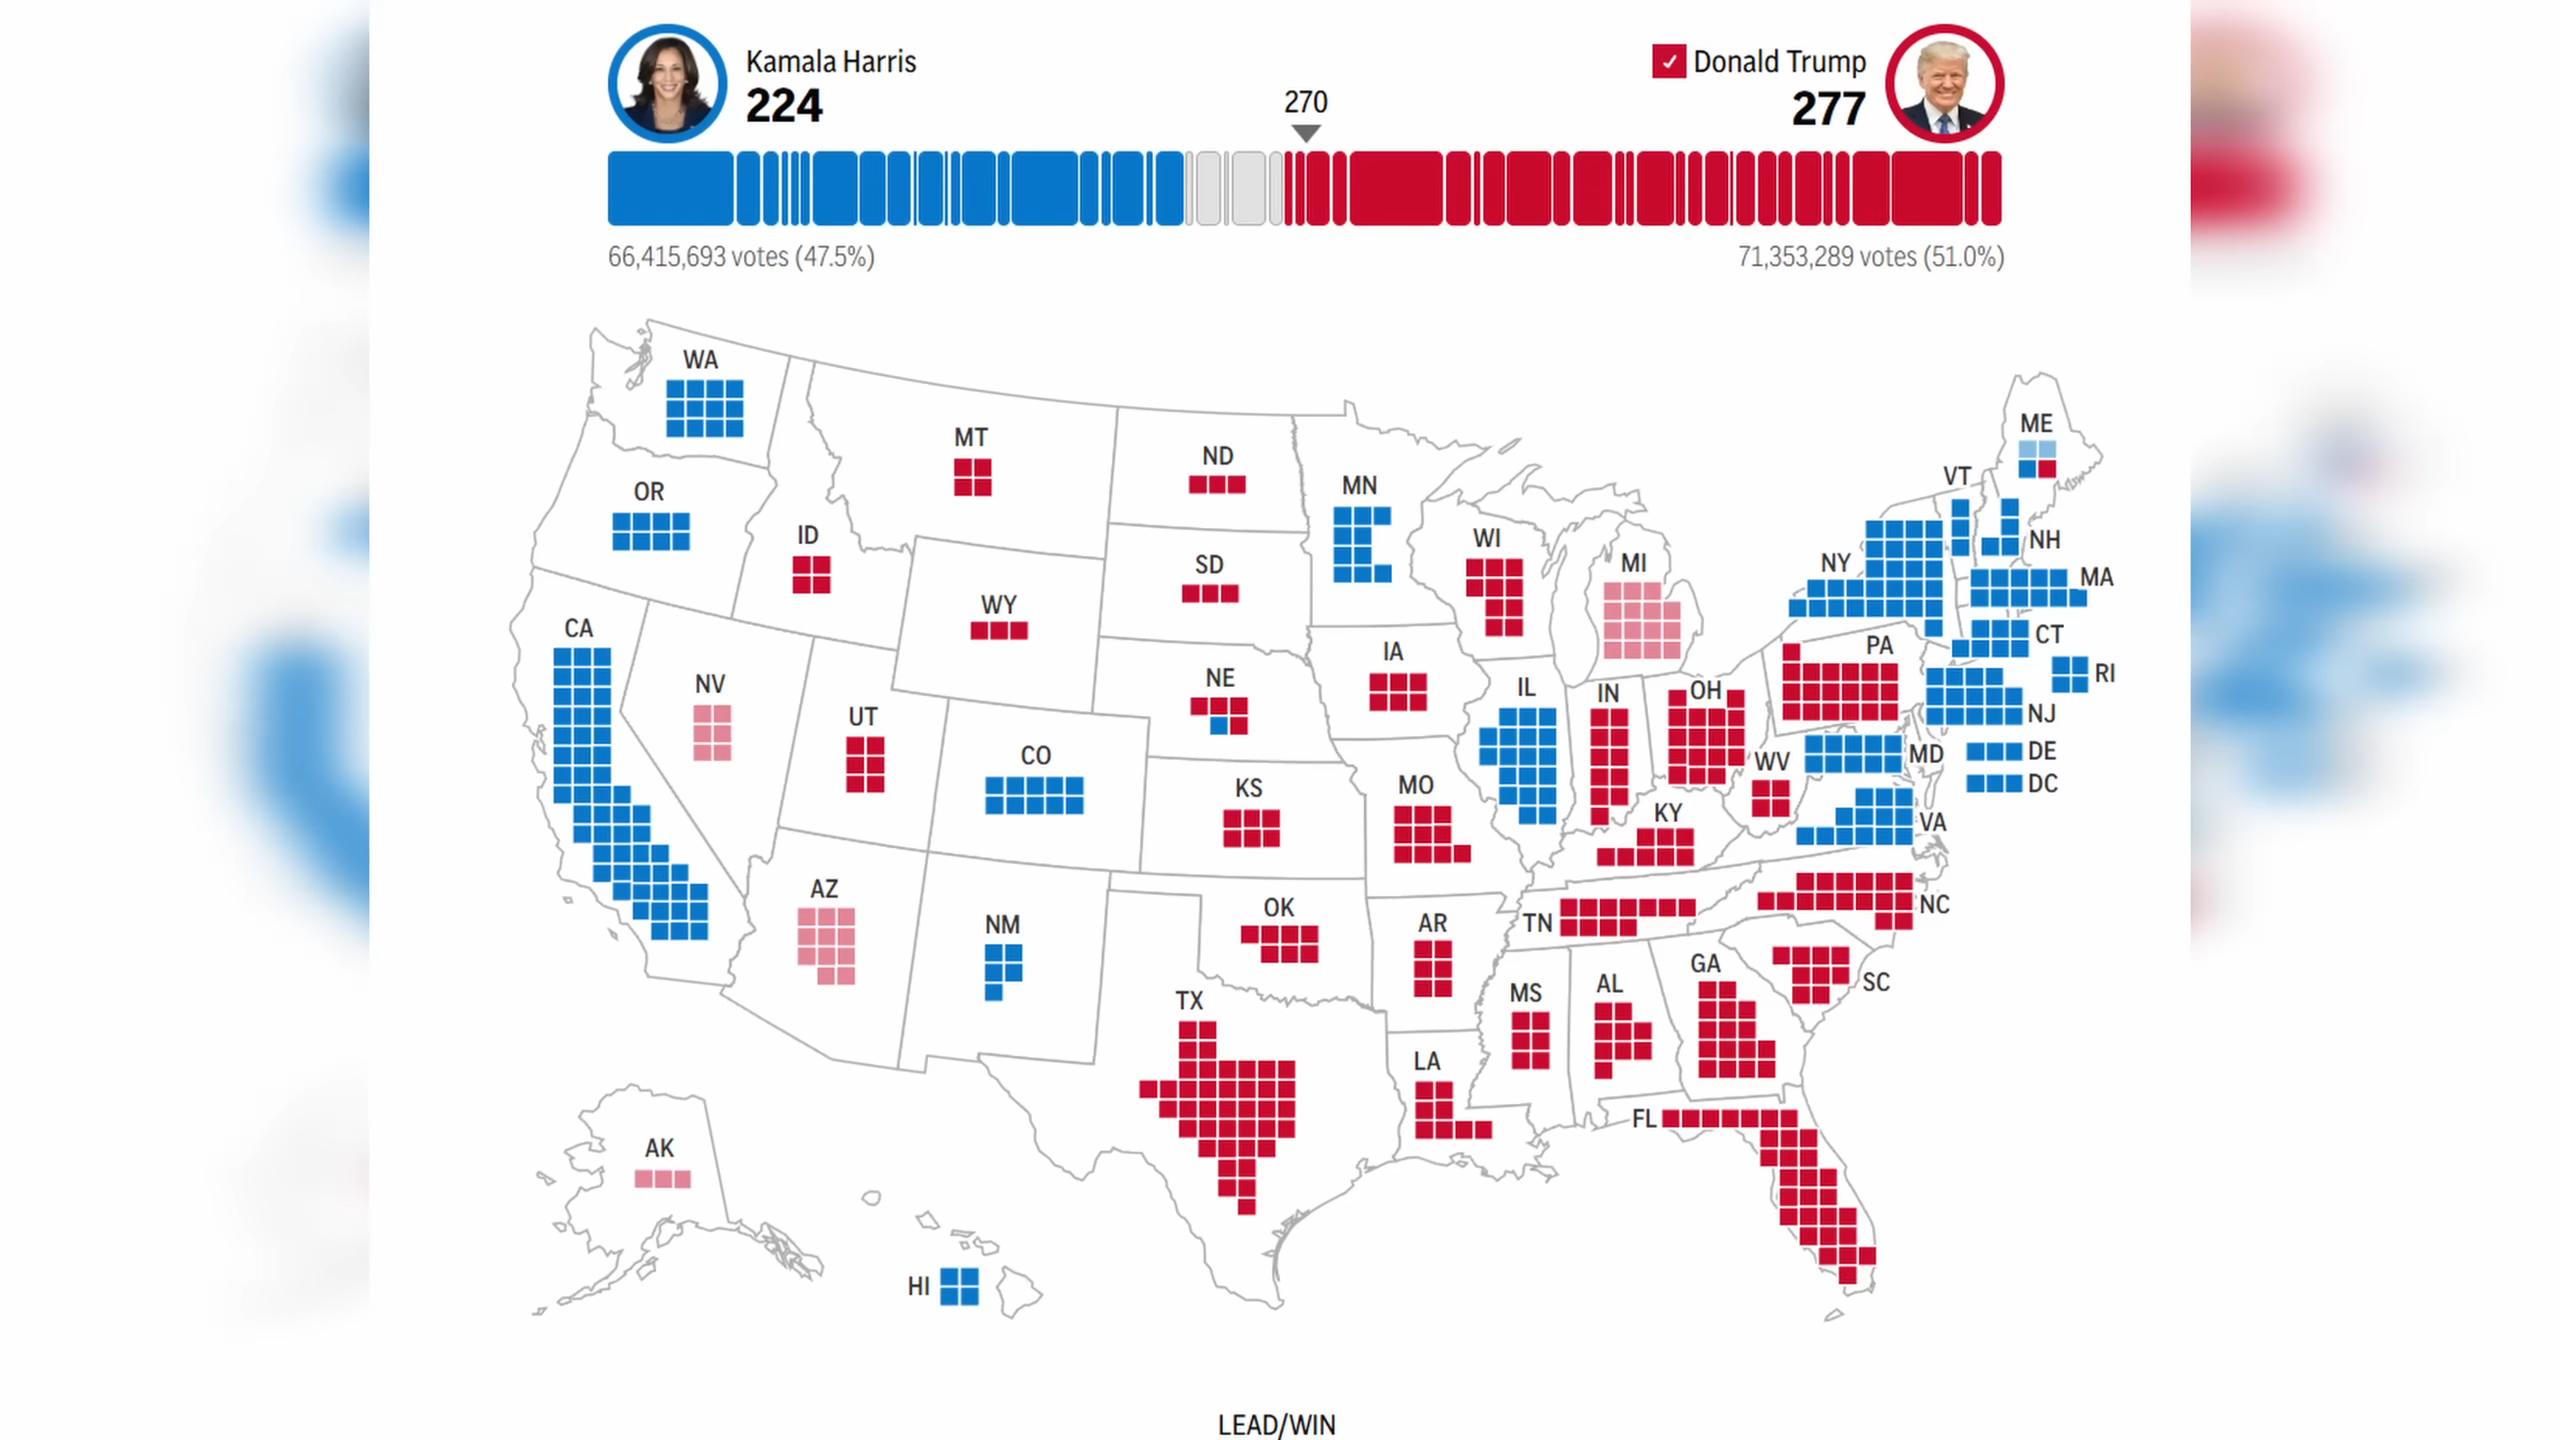 Kamala Harris
224
270
✓ Donald Trump
277
66,415,693 votes (47.5%)
71,353,289 votes (51.0%)
WA
ME
MT
ND
VT
MN
OR
ID
WI
NH
MI
NY
SD
MA
WY
CA
CT
PA
IA
RI
NE
NV
IL
IN
OH
UT
NJ
CO
DE
MD
WV
KS
MO
DC
KY
VA
AZ
NC
OK
NM
AR
TN
GA
SC
AL
MS
TX
LA
FL
AK
HI
LEAD/WIN